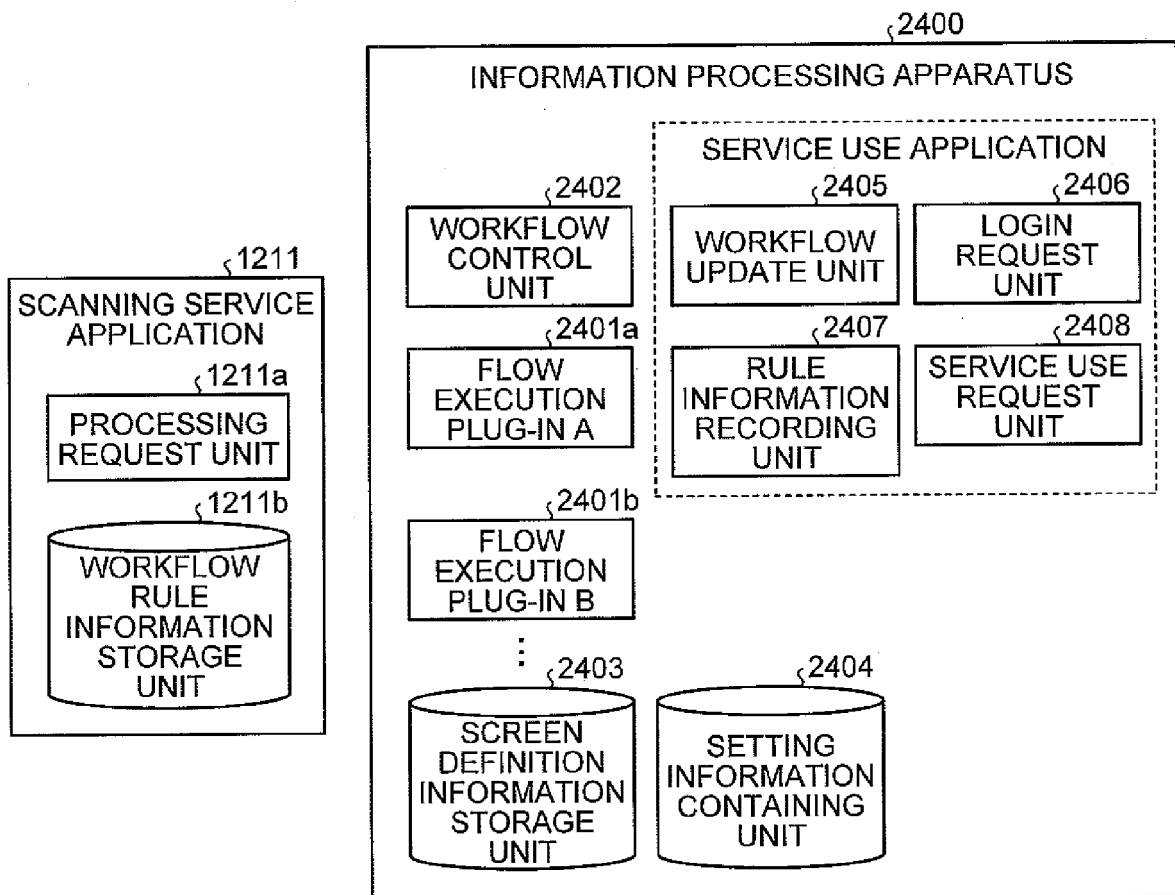 2400
INFORMATION PROCESSING APPARATUS
SERVICE USE APPLICATION
2402
WORKFLOW
CONTROL
UNIT
2405
WORKFLOW
UPDATE UNIT
2406
LOGIN
REQUEST
UNIT
1211
SCANNING SERVICE
APPLICATION
1211a
PROCESSING
REQUEST UNIT
1211b
WORKFLOW
RULE
INFORMATION
STORAGE
UNIT
2401a
FLOW
EXECUTION
PLUG-IN A
2407
RULE
INFORMATION
RECORDING
UNIT
2408
SERVICE USE
REQUEST
UNIT
2401b
FLOW
EXECUTION
PLUG-IN B
⋮
2403
SCREEN
DEFINITION
INFORMATION
STORAGE
UNIT
2404
SETTING
INFORMATION
CONTAINING
UNIT